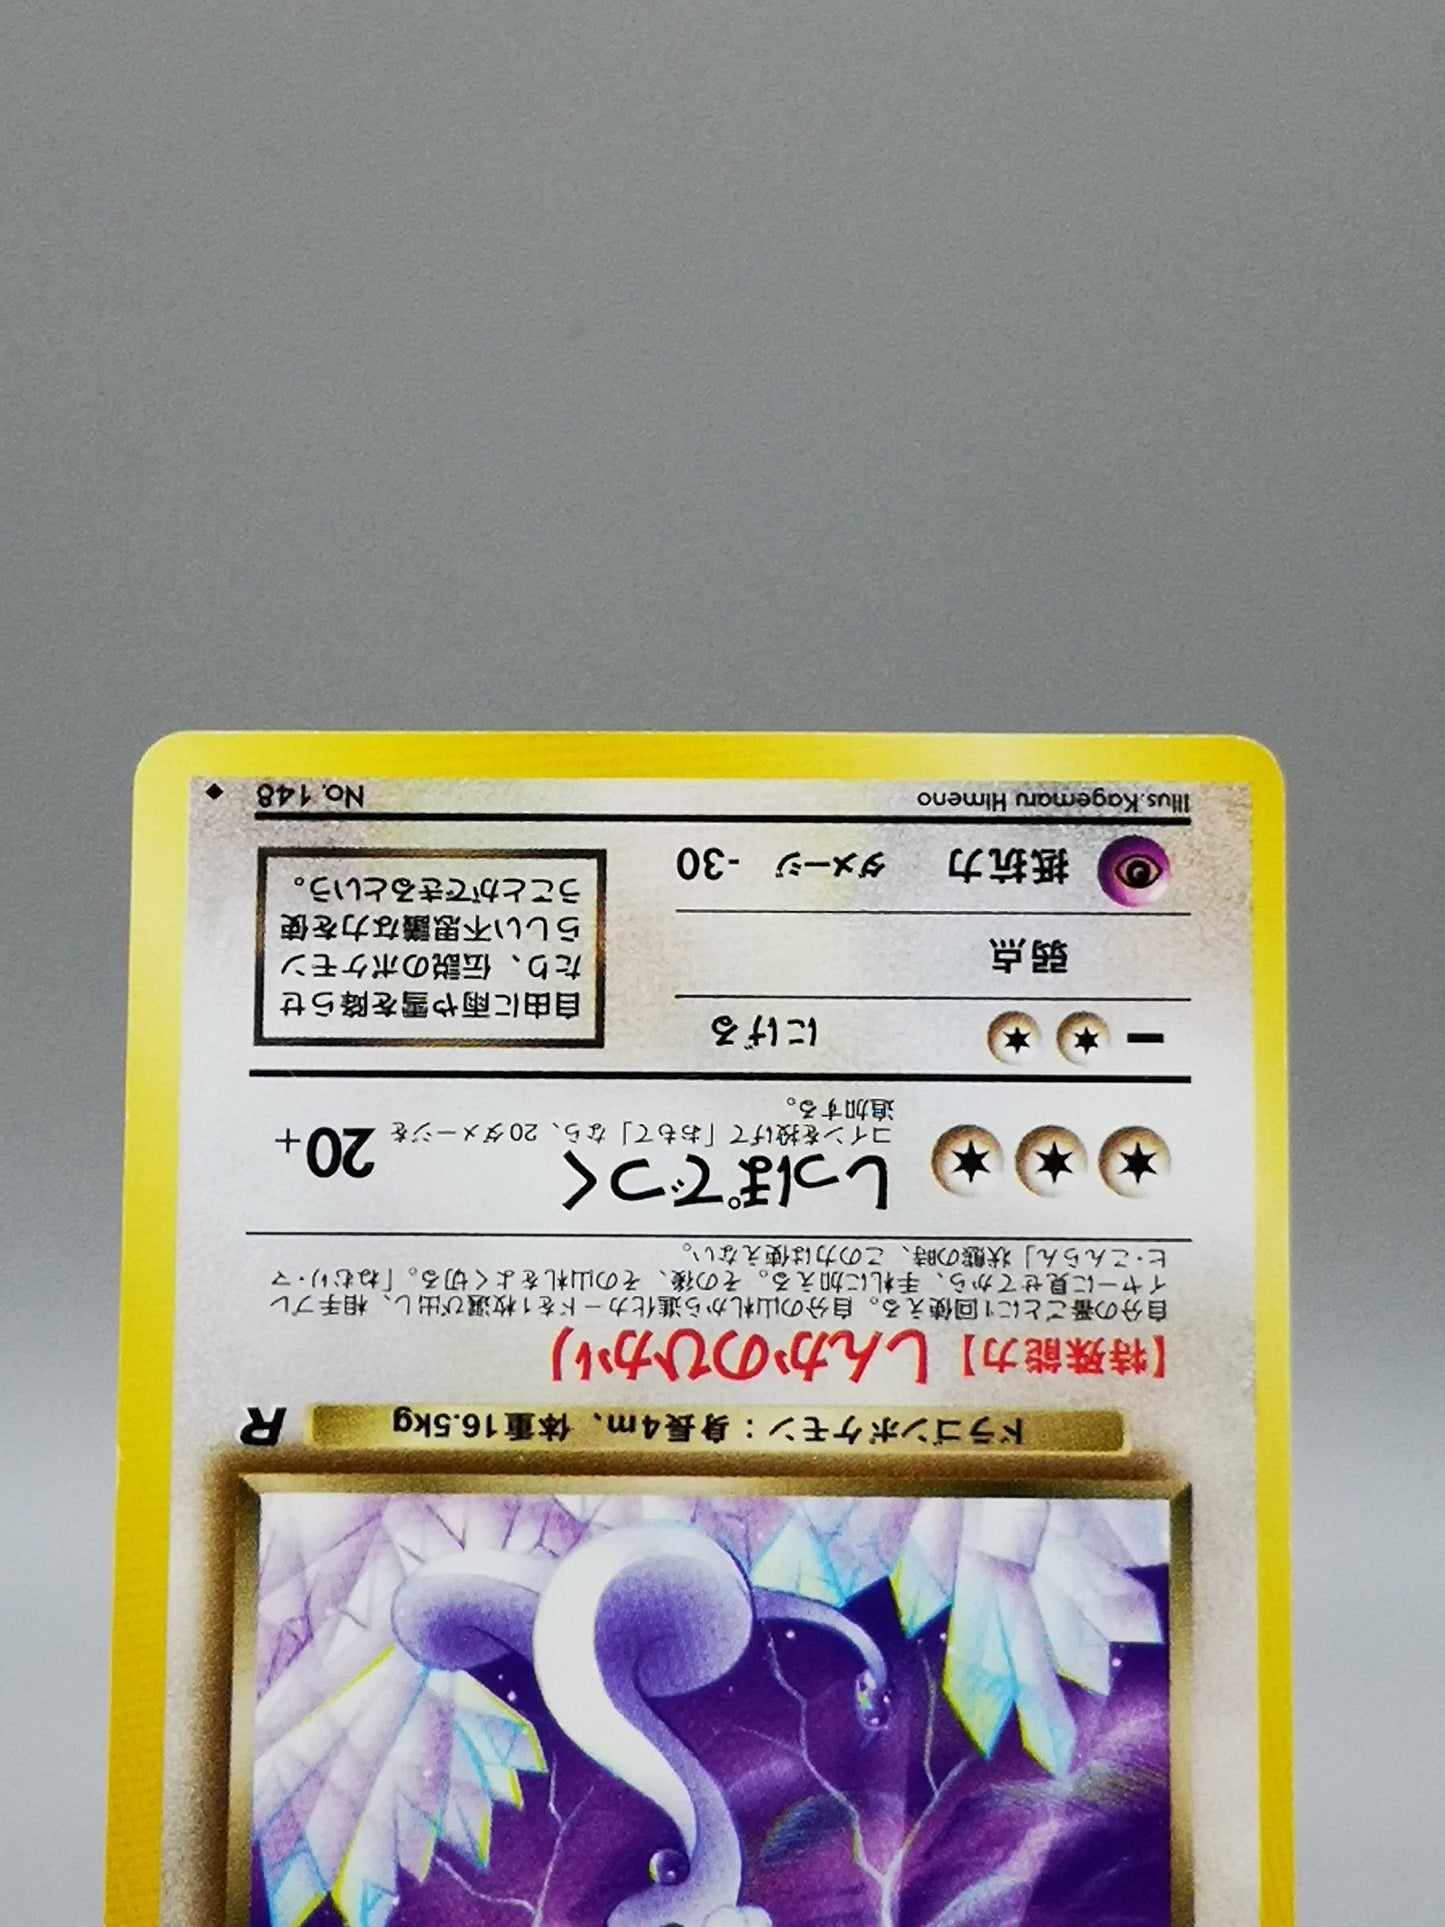 ドラゴンポケモン：身長4m、体重16.5kg
R
【特殊能力】しんかのひかり
自分の番ごとに1回使える。自分の山札から進化カードを1枚選び出し、相手プレ
イヤーに見せてから、手札に加える。その後、その山札をよく切る。「ねむり・マ
ヒ・こんらん」状態の時、この力は使えない。
しっぽでつく 20+
コインを投げて「おもて」なら、20ダメージを
追加する。
にげる
弱点
抵抗力 ダメージ -30
自由に雨や雪を降らせ
たり、伝説のポケモン
らしい不思議な力を使
うことができるという。
Illus.Kagemaru Himeno
No.148 ◆